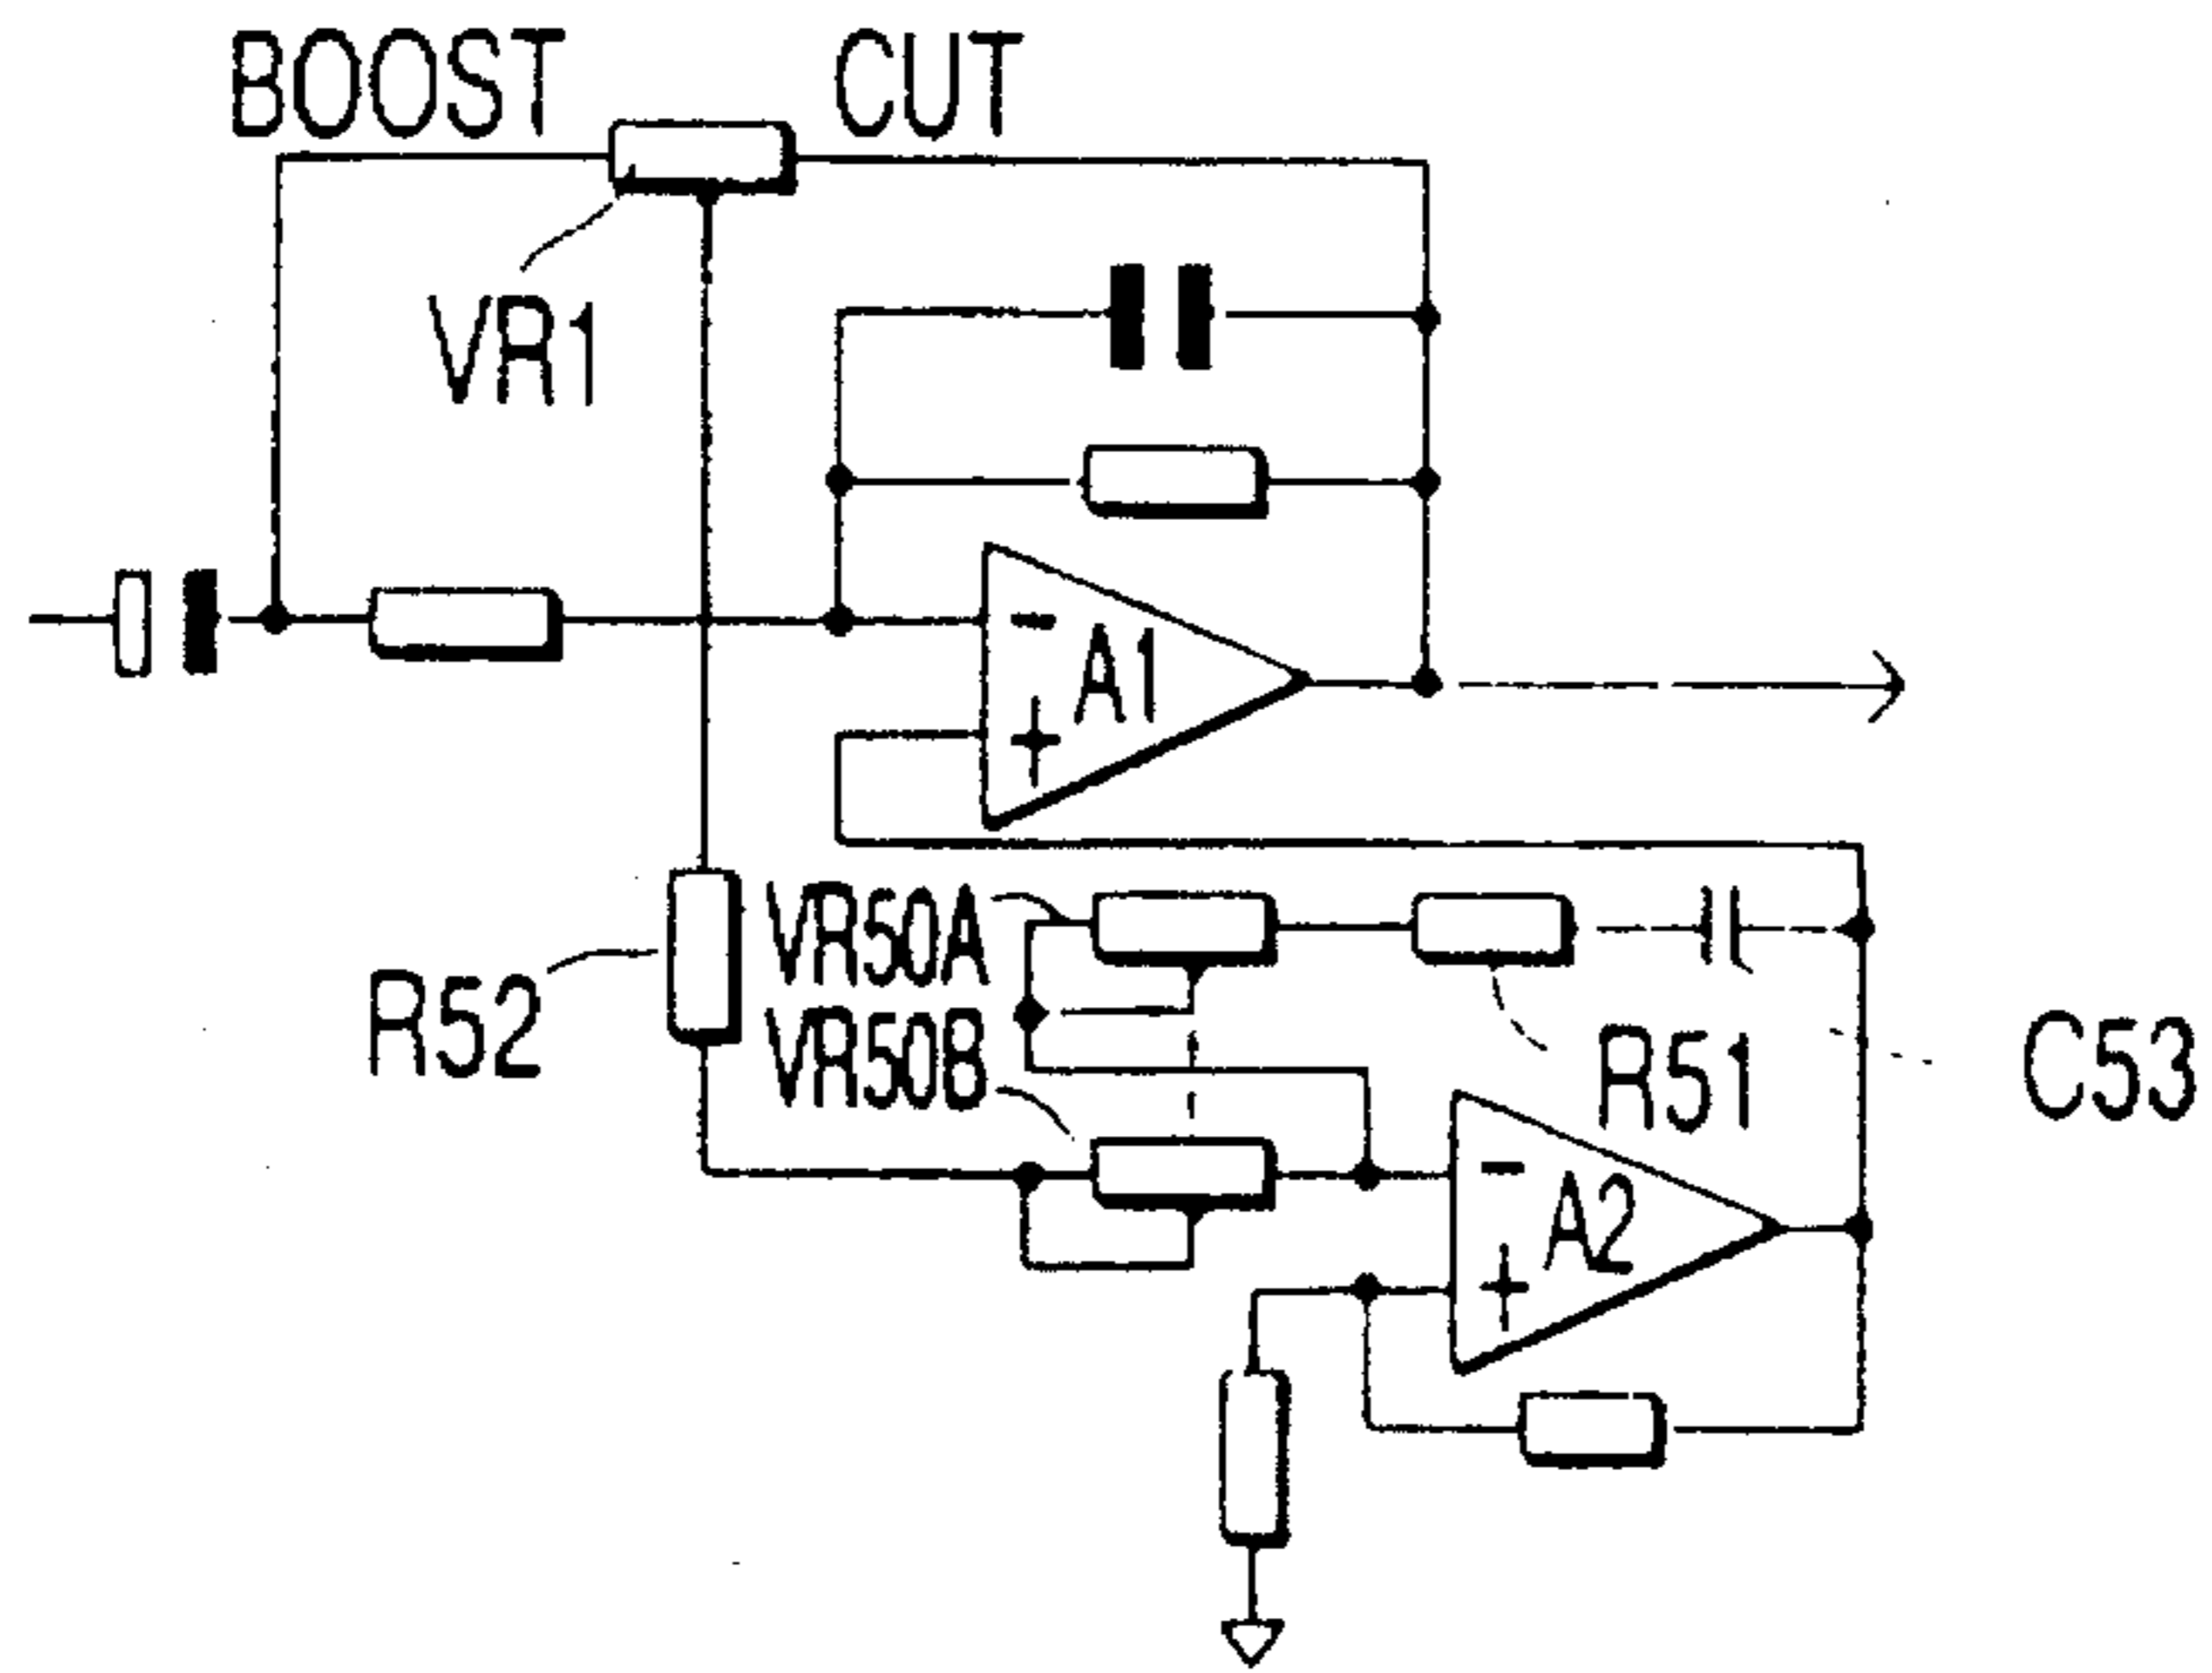 BOOST CUT
VR1
- A1
+
VR50A
R52
VR50B
R51
C53
- A2
+